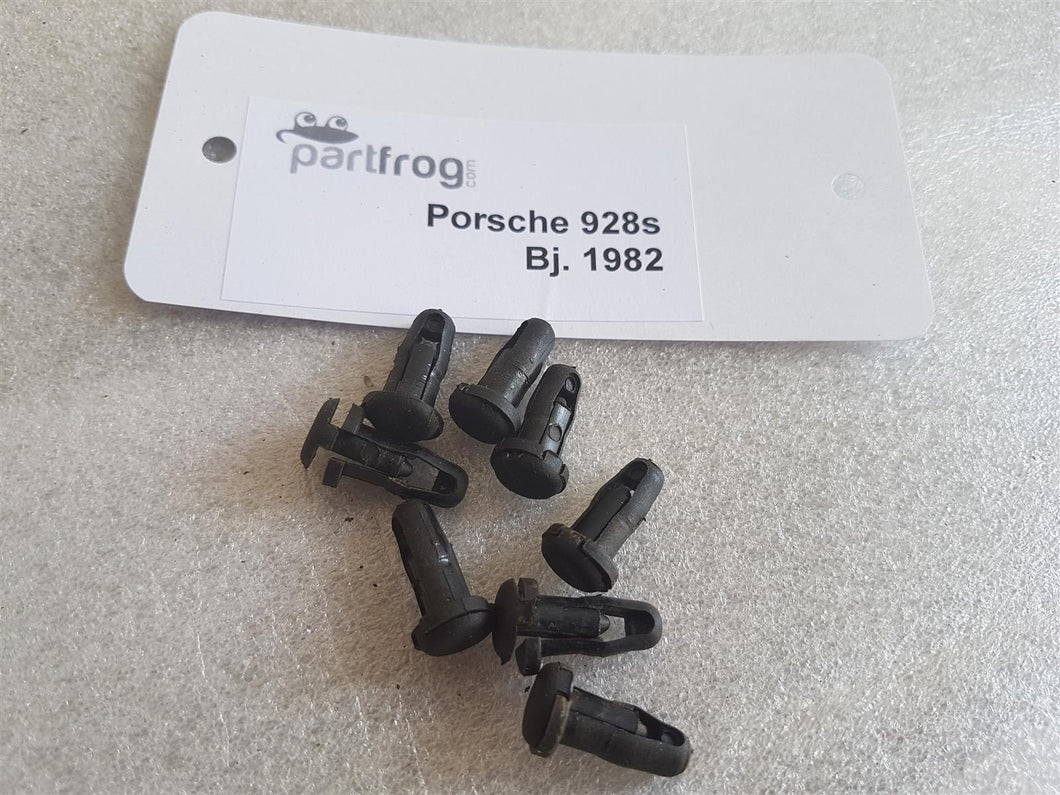 partfrog.com
Porsche 928s
Bj. 1982